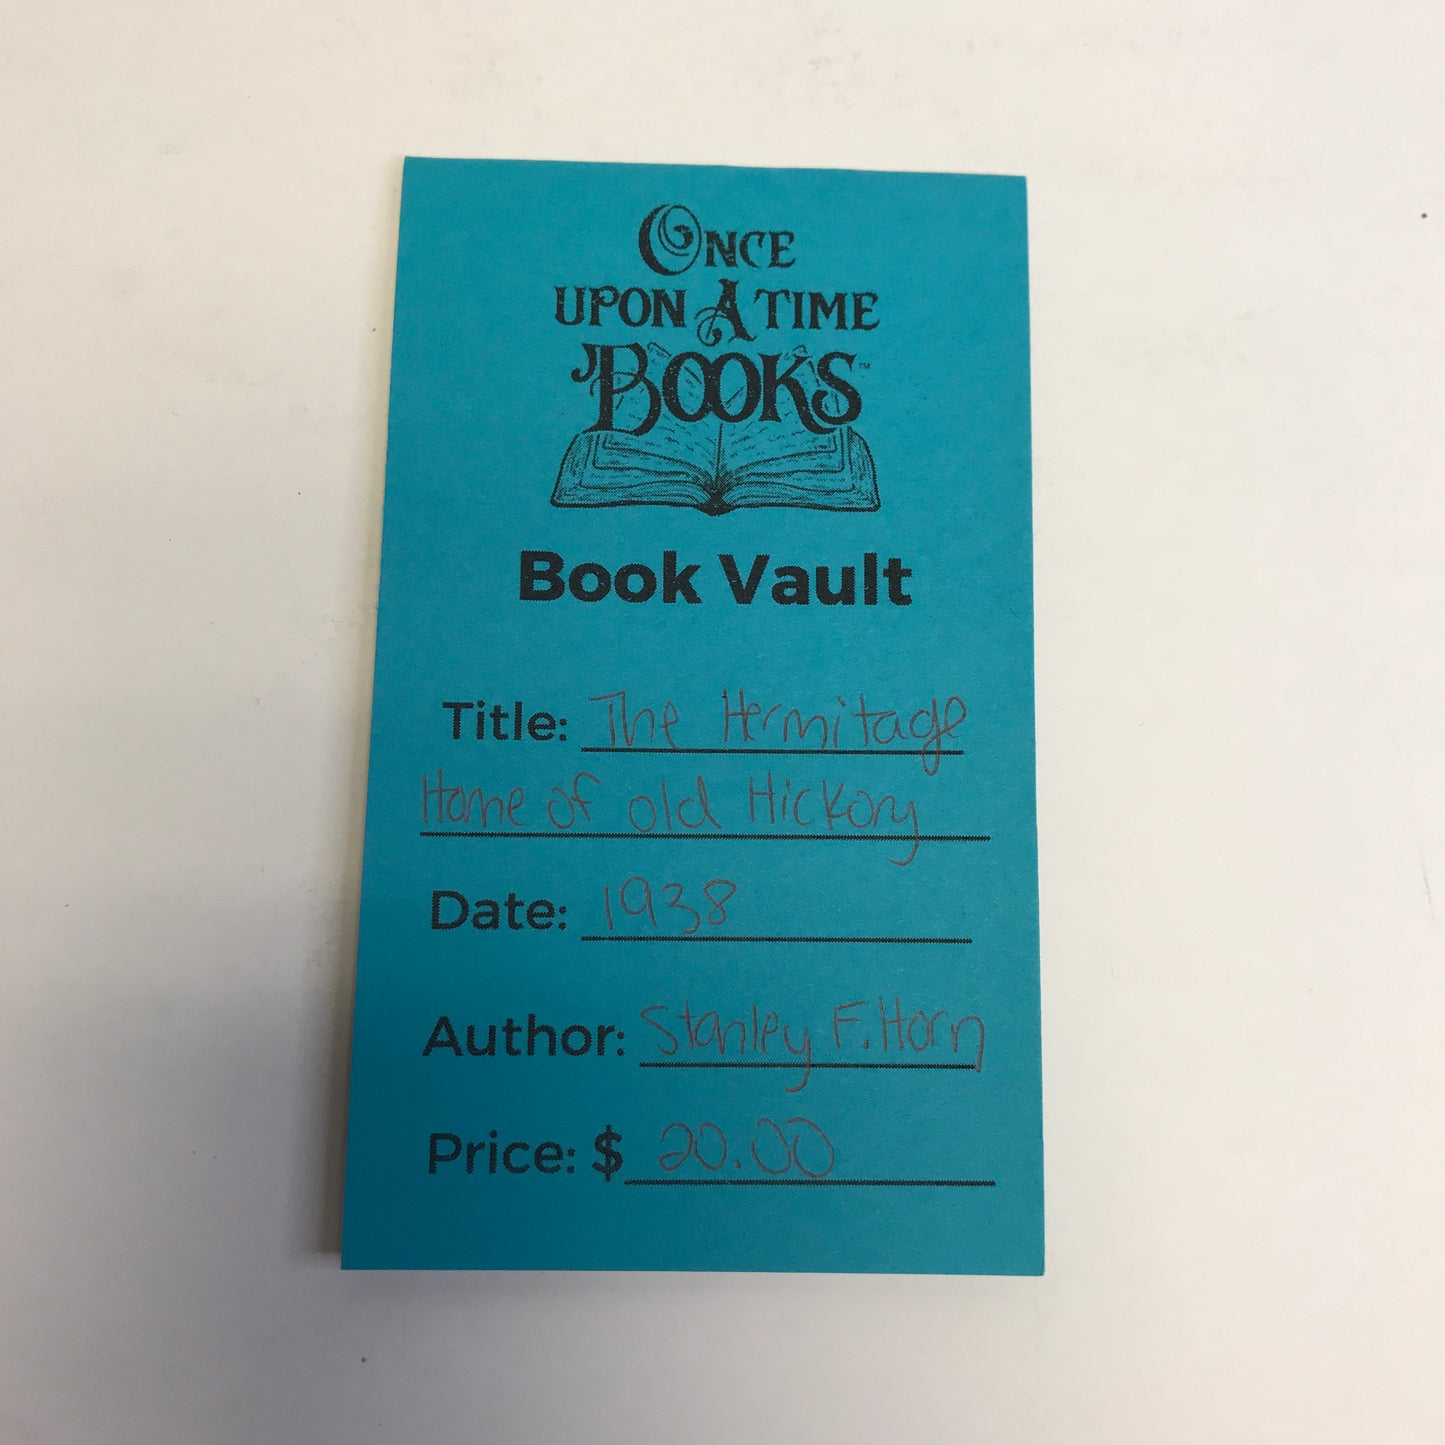 ONCE
UPON A TIME
BOOKS™
Book Vault
Title: The Hermitage
Home of old Hickory
Date: 1938
Author: Stanley F. Horn
Price: $ 20.00